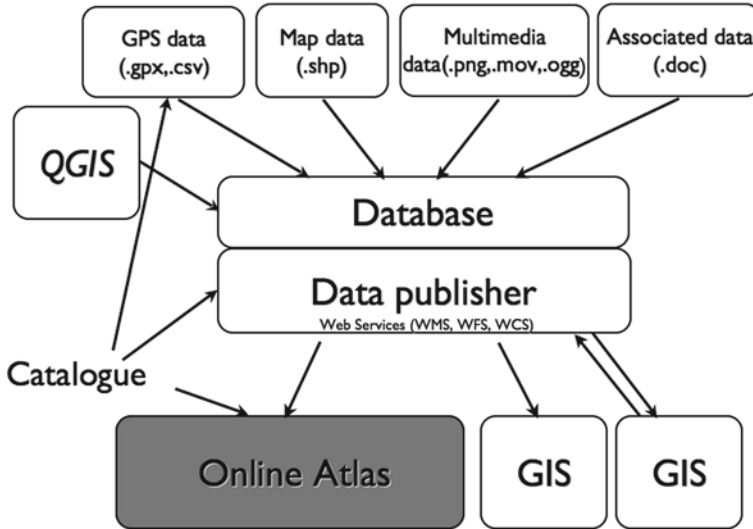 GPS data
(.gpx,.csv)
Map data
(.shp)
Multimedia
data(.png,.mov,.ogg)
Associated data
(.doc)
QGIS
Database
Data publisher
Web Services (WMS, WFS, WCS)
Catalogue
Online Atlas
GIS
GIS